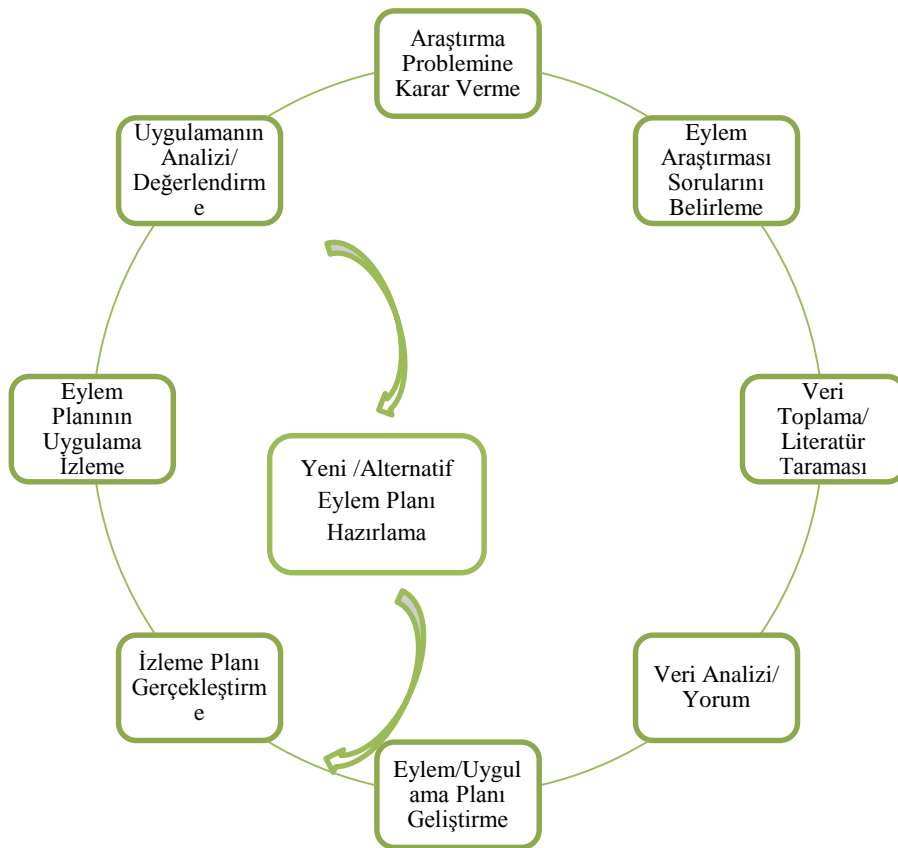 Araştırma
Problemine
Karar Verme
Eylem
Araştırması
Sorularını
Belirleme
Veri
Toplama/
Literatür
Taraması
Veri Analizi/
Yorum
Eylem/Uygul
ama Planı
Geliştirme
İzleme Planı
Gerçekleştirm
e
Eylem
Planının
Uygulama
İzleme
Uygulamanın
Analizi/
Değerlendirm
e
Yeni /Alternatif
Eylem Planı
Hazırlama